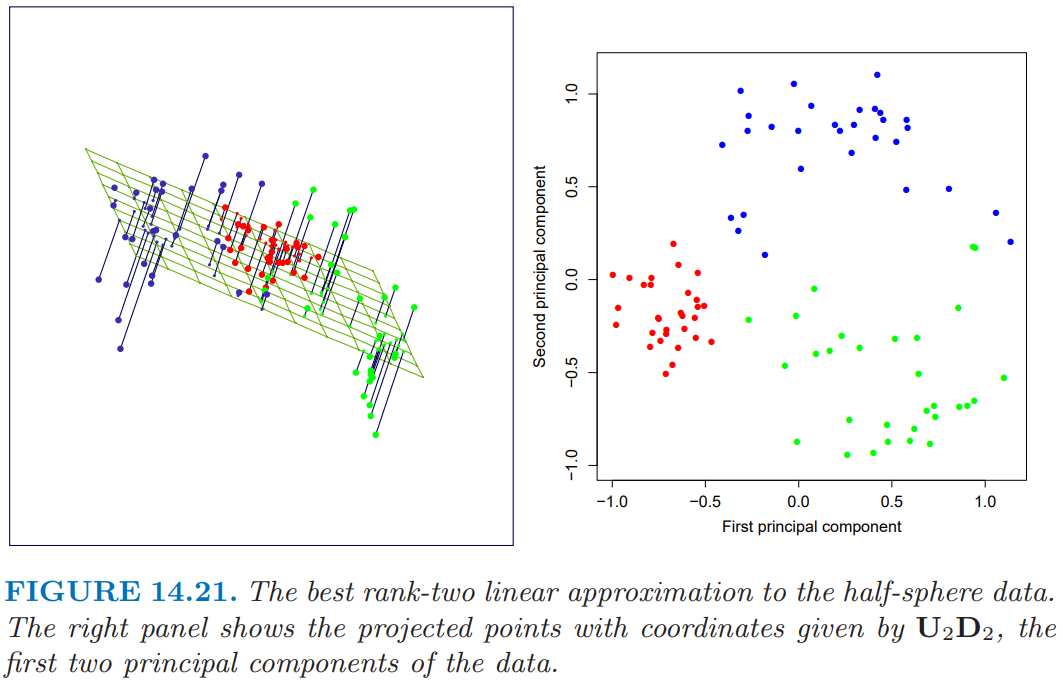 Second principal component
1.0
0.5
0.0
−0.5
−1.0
−1.0 −0.5 0.0 0.5 1.0
First principal component
FIGURE 14.21. The best rank-two linear approximation to the half-sphere data.
The right panel shows the projected points with coordinates given by U₂D₂, the
first two principal components of the data.